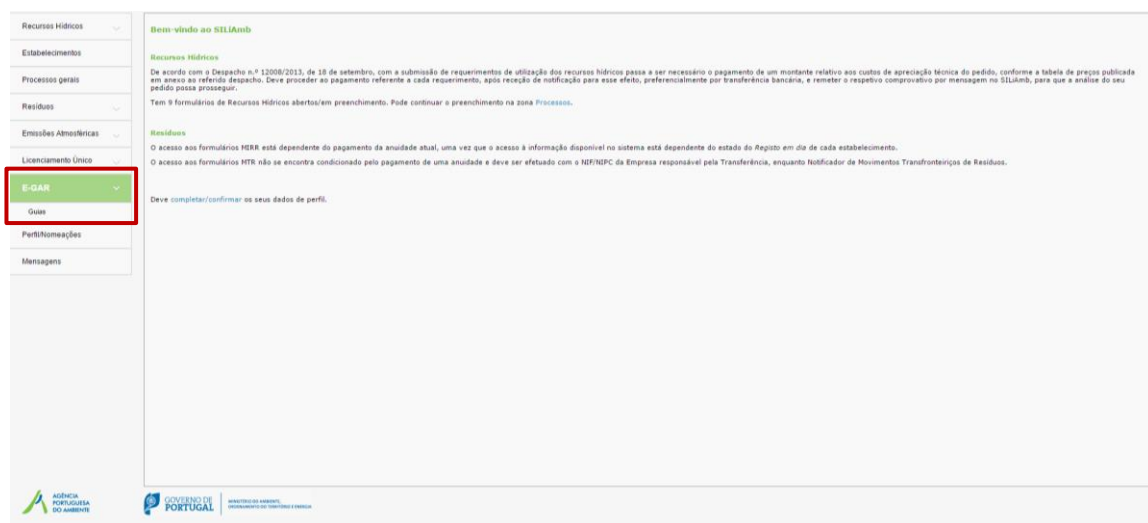 Recursos Hídricos
Estabelecimentos
Processos gerais
Resíduos
Emissões Atmosféricas
Licenciamento Único
E-GAR
Guias
Perfil/Nomeações
Mensagens
Bem-vindo ao SILiAmb
Recursos Hídricos
De acordo com o Despacho n.º 12008/2013, de 18 de setembro, com a submissão de requerimentos de utilização dos recursos hídricos passa a ser necessário o pagamento de um montante relativo aos custos de apreciação técnica do pedido, conforme a tabela de preços publicada
em anexo ao referido despacho. Deve proceder ao pagamento referente a cada requerimento, após receção de notificação para esse efeito, preferencialmente por transferência bancária, e remeter o respetivo comprovativo por mensagem no SILiAmb, para que a análise do seu
pedido possa prosseguir.
Tem 9 formulários de Recursos Hídricos abertos/em preenchimento. Pode continuar o preenchimento na zona Processos.
Resíduos
O acesso aos formulários MIRR está dependente do pagamento da anuidade atual, uma vez que o acesso à informação disponível no sistema está dependente do estado do Registo em dia de cada estabelecimento.
O acesso aos formulários MTR não se encontra condicionado pelo pagamento de uma anuidade e deve ser efetuado com o NIF/NIPC da Empresa responsável pela Transferência, enquanto Notificador de Movimentos Transfronteiriços de Resíduos.
Deve completar/confirmar os seus dados de perfil.
AGÊNCIA
PORTUGUESA
DO AMBIENTE
GOVERNO DE
PORTUGAL
MINISTÉRIO DO AMBIENTE,
ORDENAMENTO DO TERRITÓRIO E ENERGIA